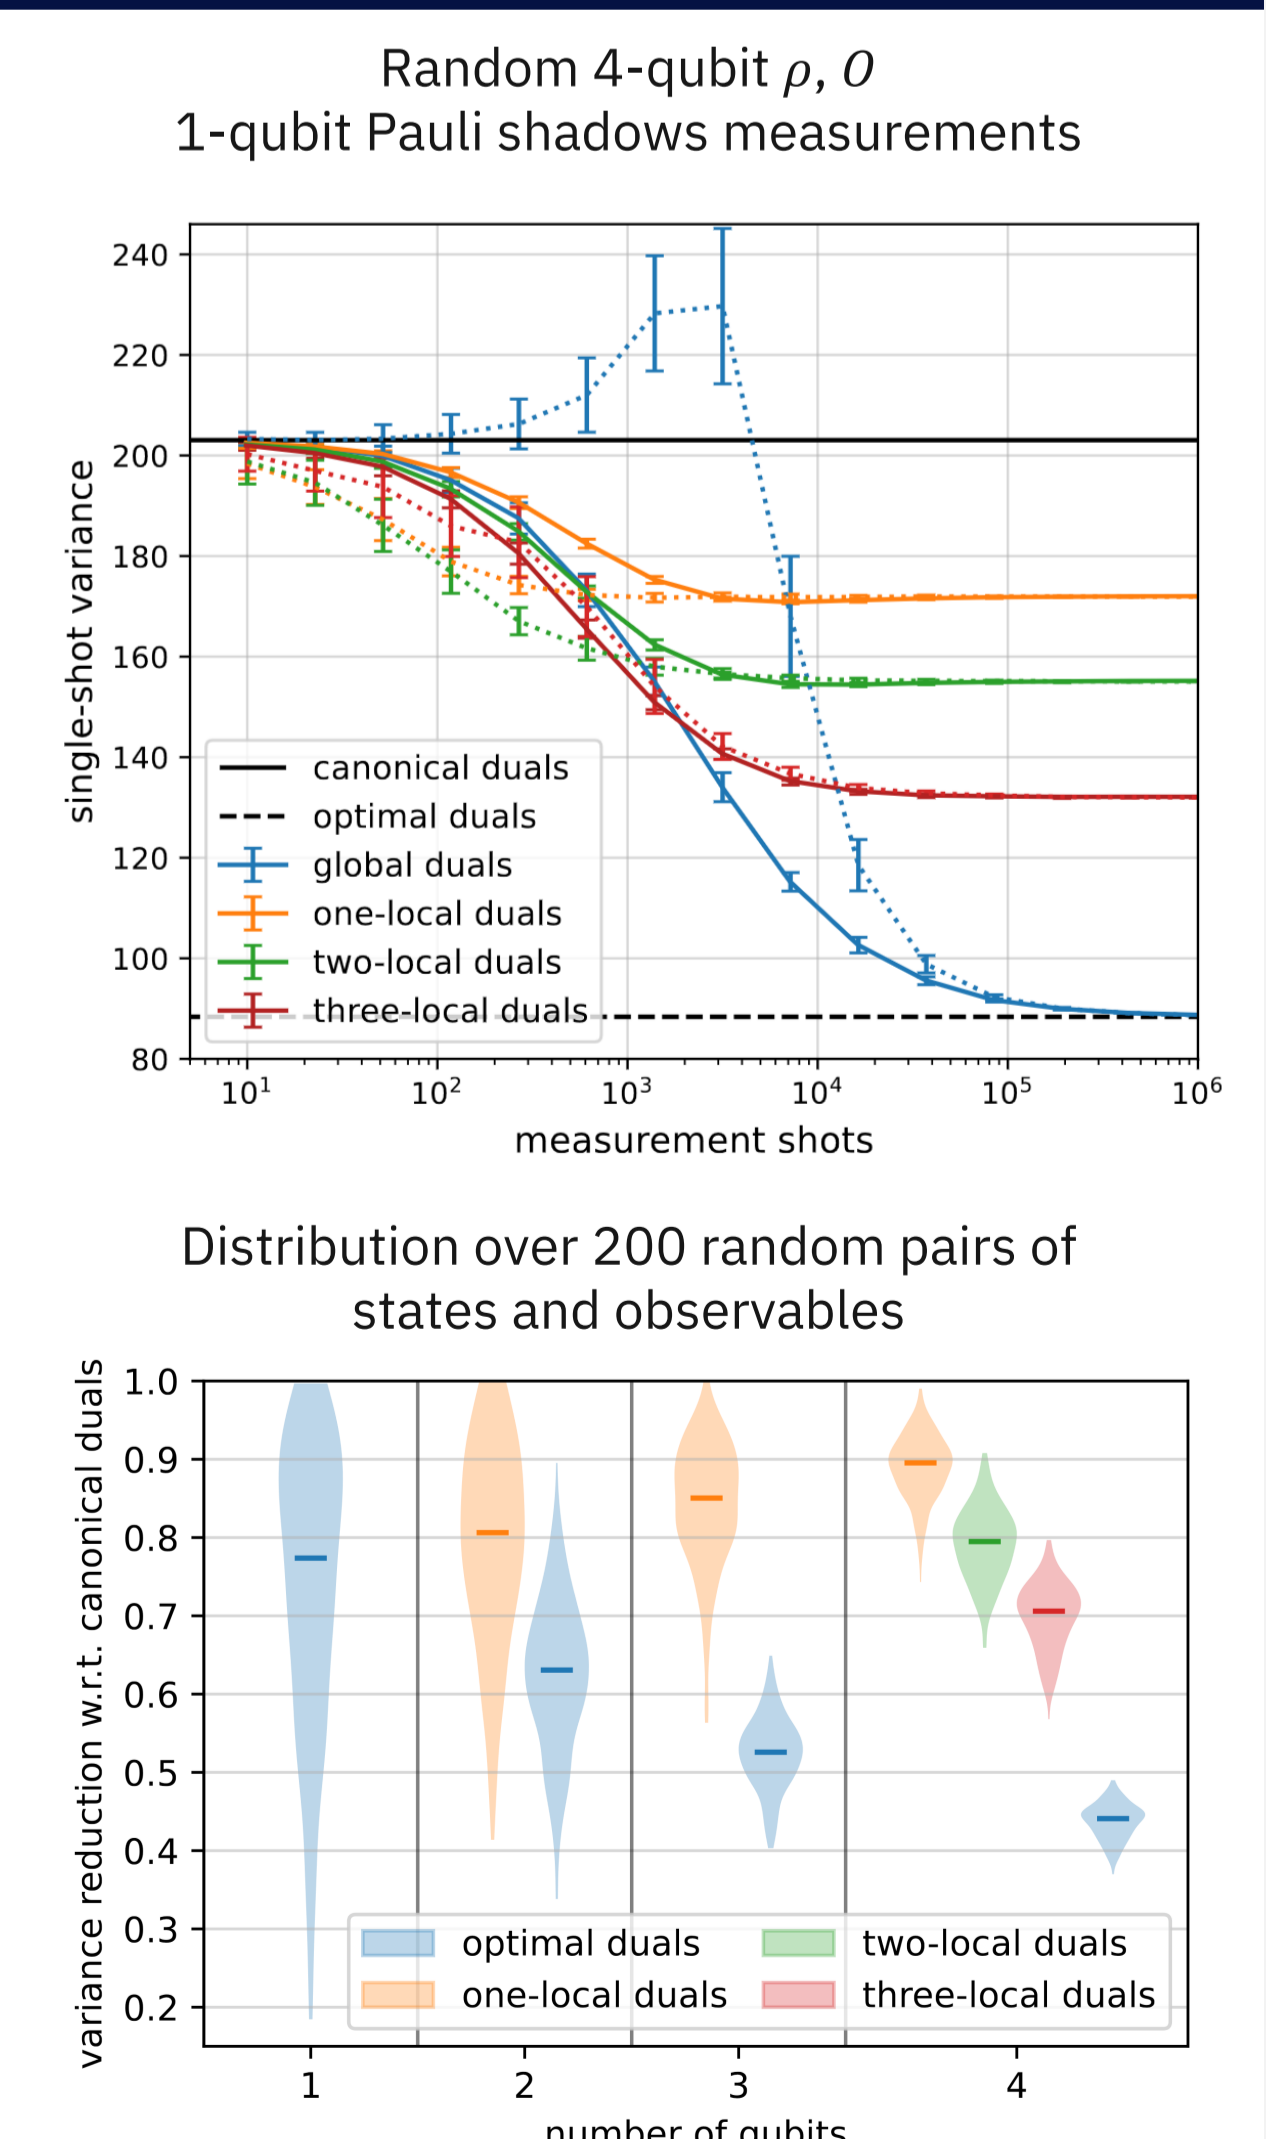 Random 4-qubit ρ, O
1-qubit Pauli shadows measurements
240
220
200
180
160
140
120
100
80
single-shot variance
canonical duals
optimal duals
global duals
one-local duals
two-local duals
three-local duals
10¹ 10² 10³ 10⁴ 10⁵ 10⁶
measurement shots
Distribution over 200 random pairs of
states and observables
1.0
0.9
0.8
0.7
0.6
0.5
0.4
0.3
0.2
variance reduction w.r.t. canonical duals
optimal duals
one-local duals
two-local duals
three-local duals
1 2 3 4
number of qubits